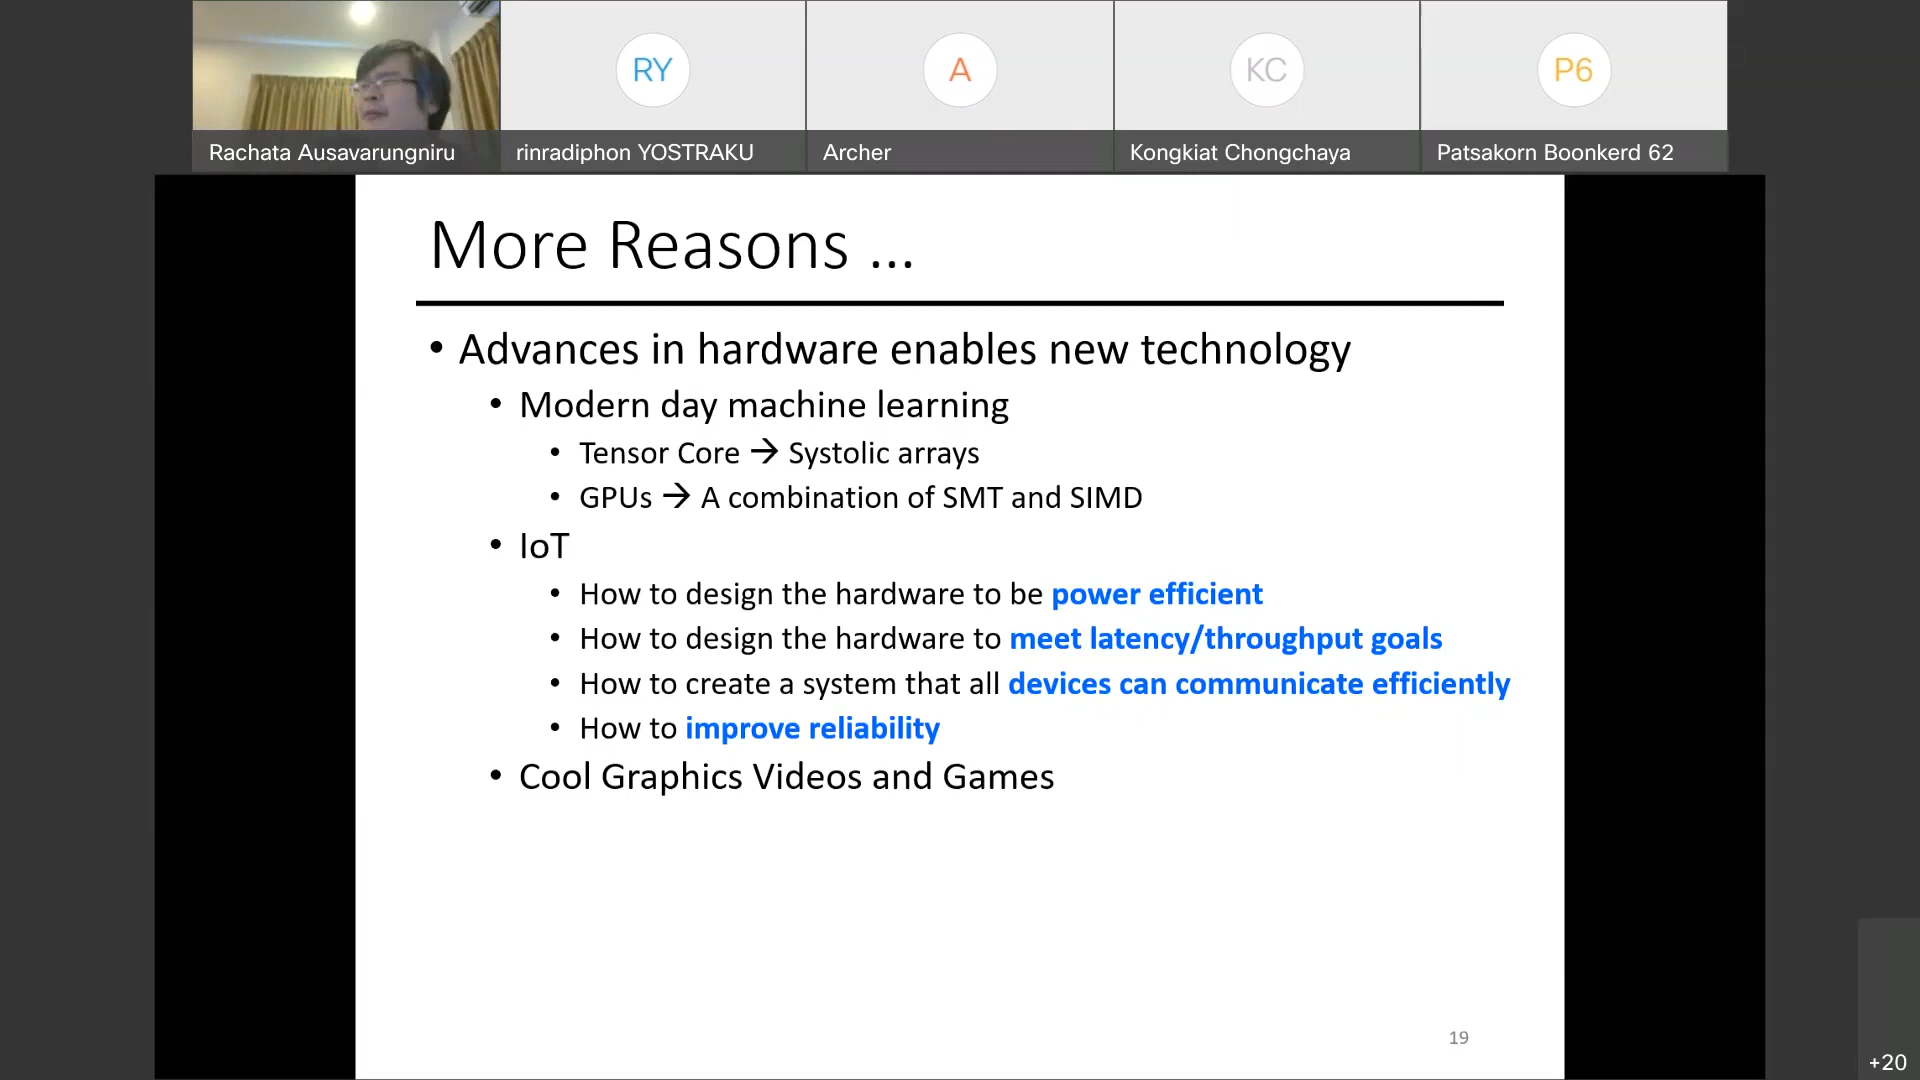 RY
A
KC
P6
Rachata Ausavarungniru
rinradiphon YOSTRAKU
Archer
Kongkiat Chongchaya
Patsakorn Boonkerd 62
More Reasons ...
• Advances in hardware enables new technology
• Modern day machine learning
• Tensor Core → Systolic arrays
• GPUs → A combination of SMT and SIMD
• IoT
• How to design the hardware to be power efficient
• How to design the hardware to meet latency/throughput goals
• How to create a system that all devices can communicate efficiently
• How to improve reliability
• Cool Graphics Videos and Games
19
+20